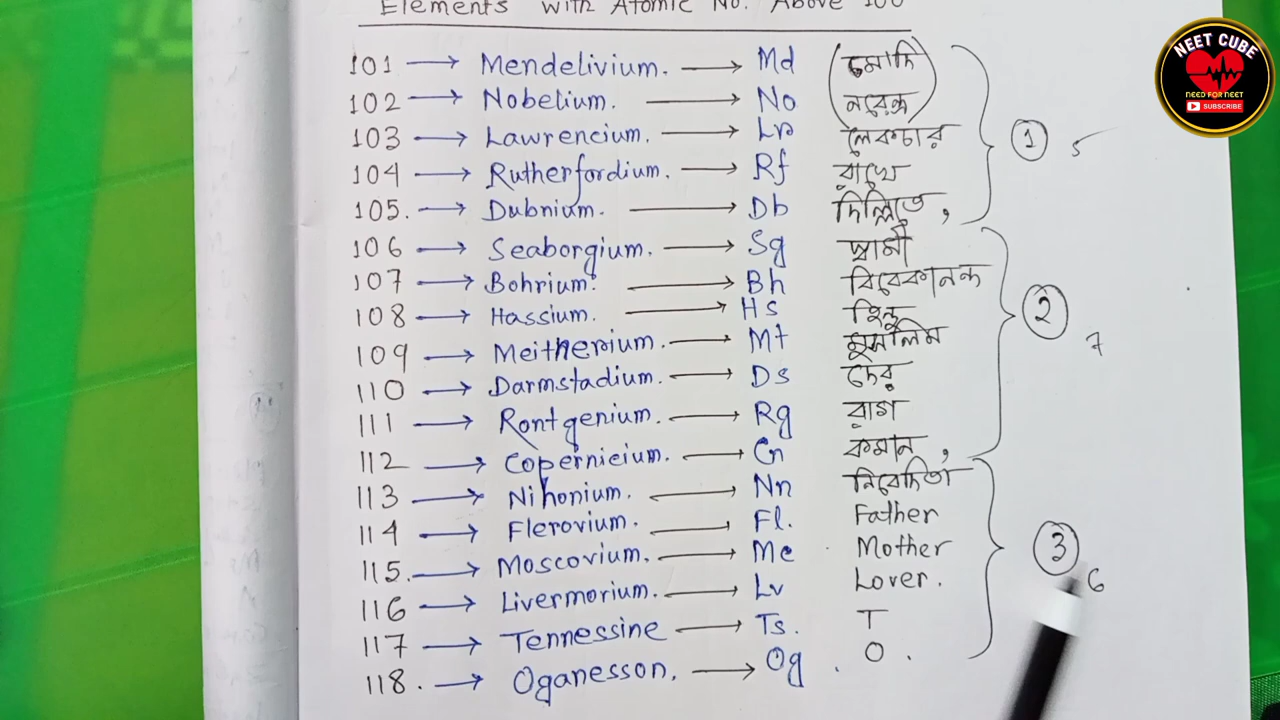 Elements with Atomic No. Above 100
NEET CUBE
NEED FOR NEET
SUBSCRIBE
101 → Mendelivium. → Md (মোদি
102 → Nobelium. → No নরেন্দ্র)
103 → Lawrencium. → Lr লেকচার
104 → Rutherfordium. → Rf রাখে
105. → Dubnium. → Db দিল্লিতে, ① 5
106 → Seaborgium. → Sg স্বামী
107 → Bohrium. → Bh বিবেকানন্দ
108 → Hassium. → Hs হিন্দু
109 → Meitherium. → Mt মুসলিম
110 → Darmstadium. → Ds দের
111 → Rontgenium. → Rg রাগ
112 → Copernicium. → Cn কমান, ② 7
113 → Nihonium. → Nn নিবেদিতা
114 → Flerovium. → Fl. Father
115. → Moscovium. → Mc Mother
116 → Livermorium. → Lv Lover.
117 → Tennessine → Ts. T
118. → Oganesson. → Og. O. ③ 6